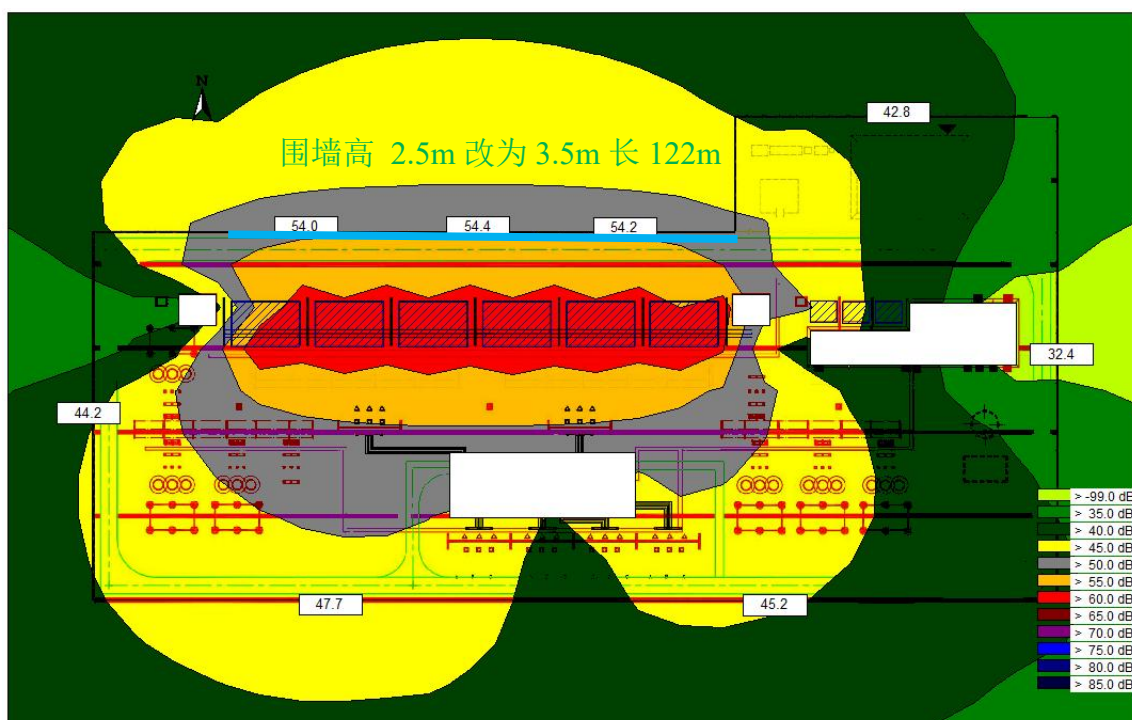 N
42.8
围墙高 2.5m 改为 3.5m 长 122m
54.0 54.4 54.2
32.4
44.2
47.7 45.2
> -99.0 dB
> 35.0 dB
> 40.0 dB
> 45.0 dB
> 50.0 dB
> 55.0 dB
> 60.0 dB
> 65.0 dB
> 70.0 dB
> 75.0 dB
> 80.0 dB
> 85.0 dB